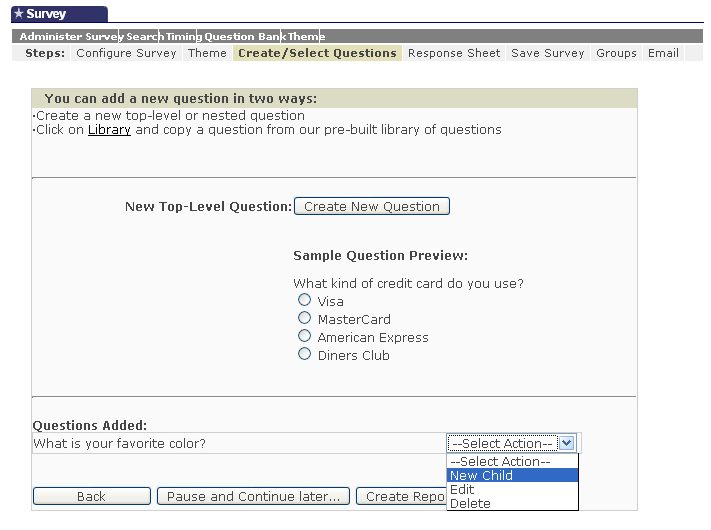 Survey
Administer Survey Search Timing Question Bank Theme
Steps: Configure Survey Theme Create/Select Questions Response Sheet Save Survey Groups Email
You can add a new question in two ways:
·Create a new top-level or nested question
·Click on Library and copy a question from our pre-built library of questions
New Top-Level Question: Create New Question
Sample Question Preview:
What kind of credit card do you use?
Visa
MasterCard
American Express
Diners Club
Questions Added:
What is your favorite color? --Select Action--
--Select Action--
New Child
Edit
Delete
Back Pause and Continue later... Create Repo